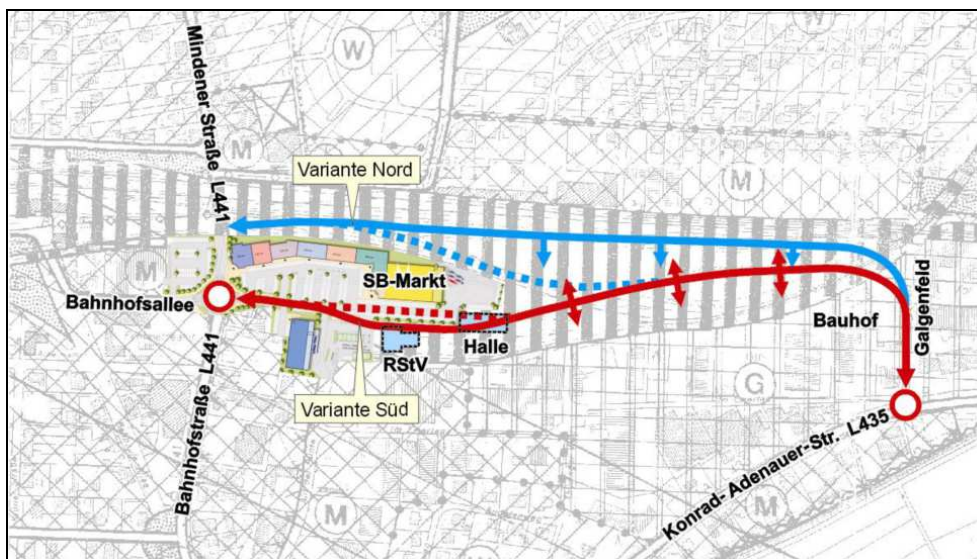 Mindener Straße L441
W
W
M
M
Variante Nord
M
SB-Markt
Bahnhofsallee
Halle
RStV
Bauhof
Galgenfeld
Variante Süd
G
Bahnhofstraße L441
Konrad-Adenauer-Str. L435
M
M